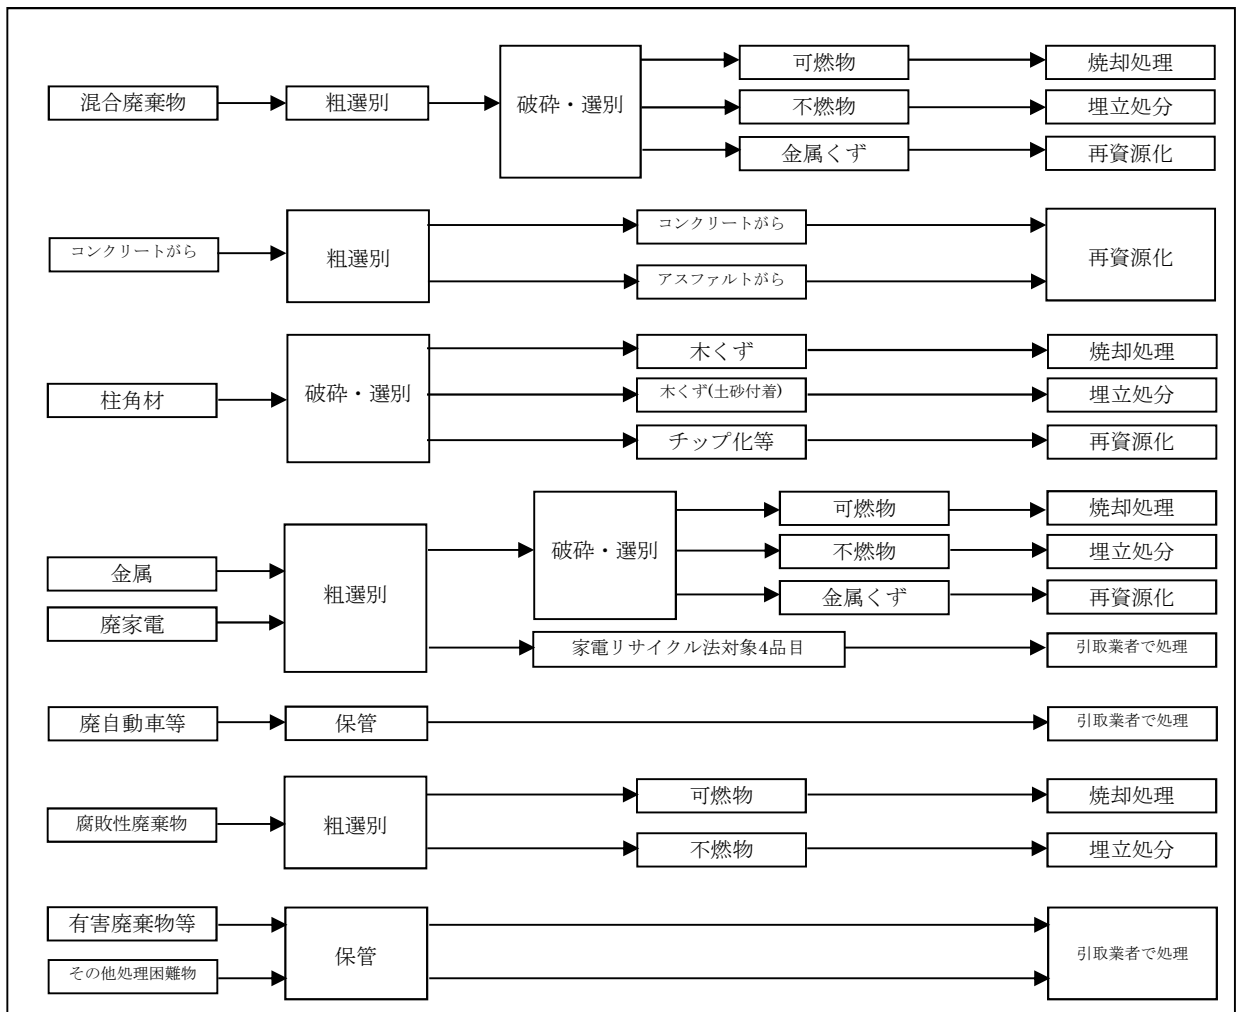 混合廃棄物
粗選別
破砕・選別
可燃物
焼却処理
不燃物
埋立処分
金属くず
再資源化
コンクリートがら
粗選別
コンクリートがら
アスファルトがら
再資源化
柱角材
破砕・選別
木くず
焼却処理
木くず(土砂付着)
埋立処分
チップ化等
再資源化
金属
廃家電
粗選別
破砕・選別
可燃物
焼却処理
不燃物
埋立処分
金属くず
再資源化
家電リサイクル法対象4品目
引取業者で処理
廃自動車等
保管
引取業者で処理
腐敗性廃棄物
粗選別
可燃物
焼却処理
不燃物
埋立処分
有害廃棄物等
その他処理困難物
保管
引取業者で処理